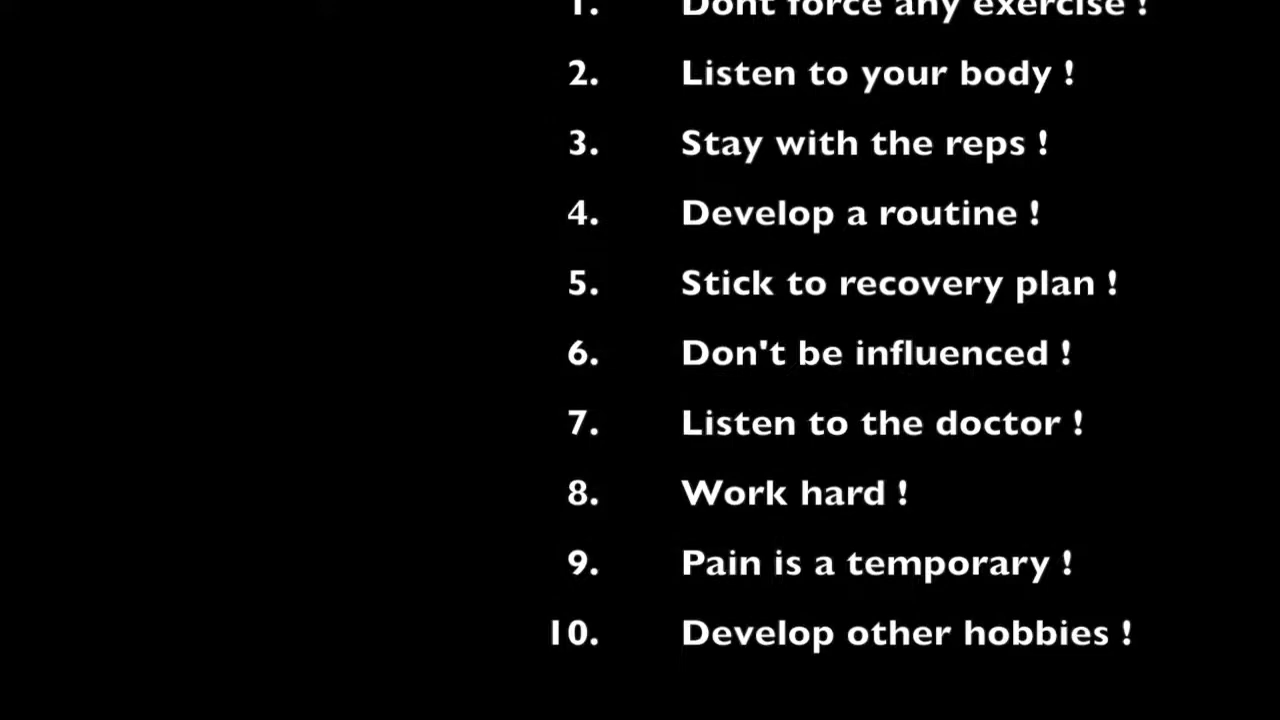 1. Dont force any exercise !
2. Listen to your body !
3. Stay with the reps !
4. Develop a routine !
5. Stick to recovery plan !
6. Don't be influenced !
7. Listen to the doctor !
8. Work hard !
9. Pain is a temporary !
10. Develop other hobbies !